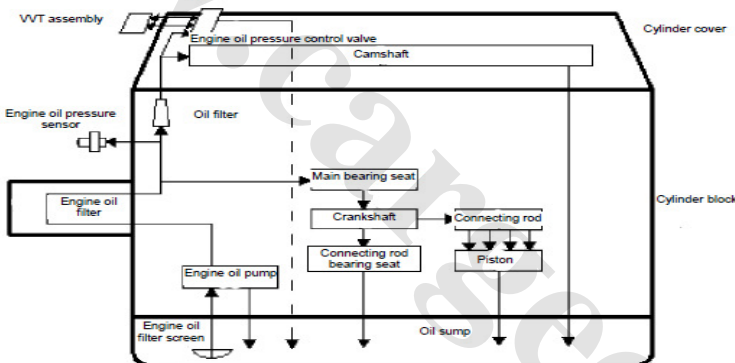 VVT assembly
Engine oil pressure control valve
Cylinder cover
Camshaft
Engine oil pressure
sensor
Oil filter
Main bearing seat
Engine oil
filter
Cylinder block
Crankshaft
Connecting rod
Connecting rod
bearing seat
Piston
Engine oil pump
Engine oil
filter screen
Oil sump